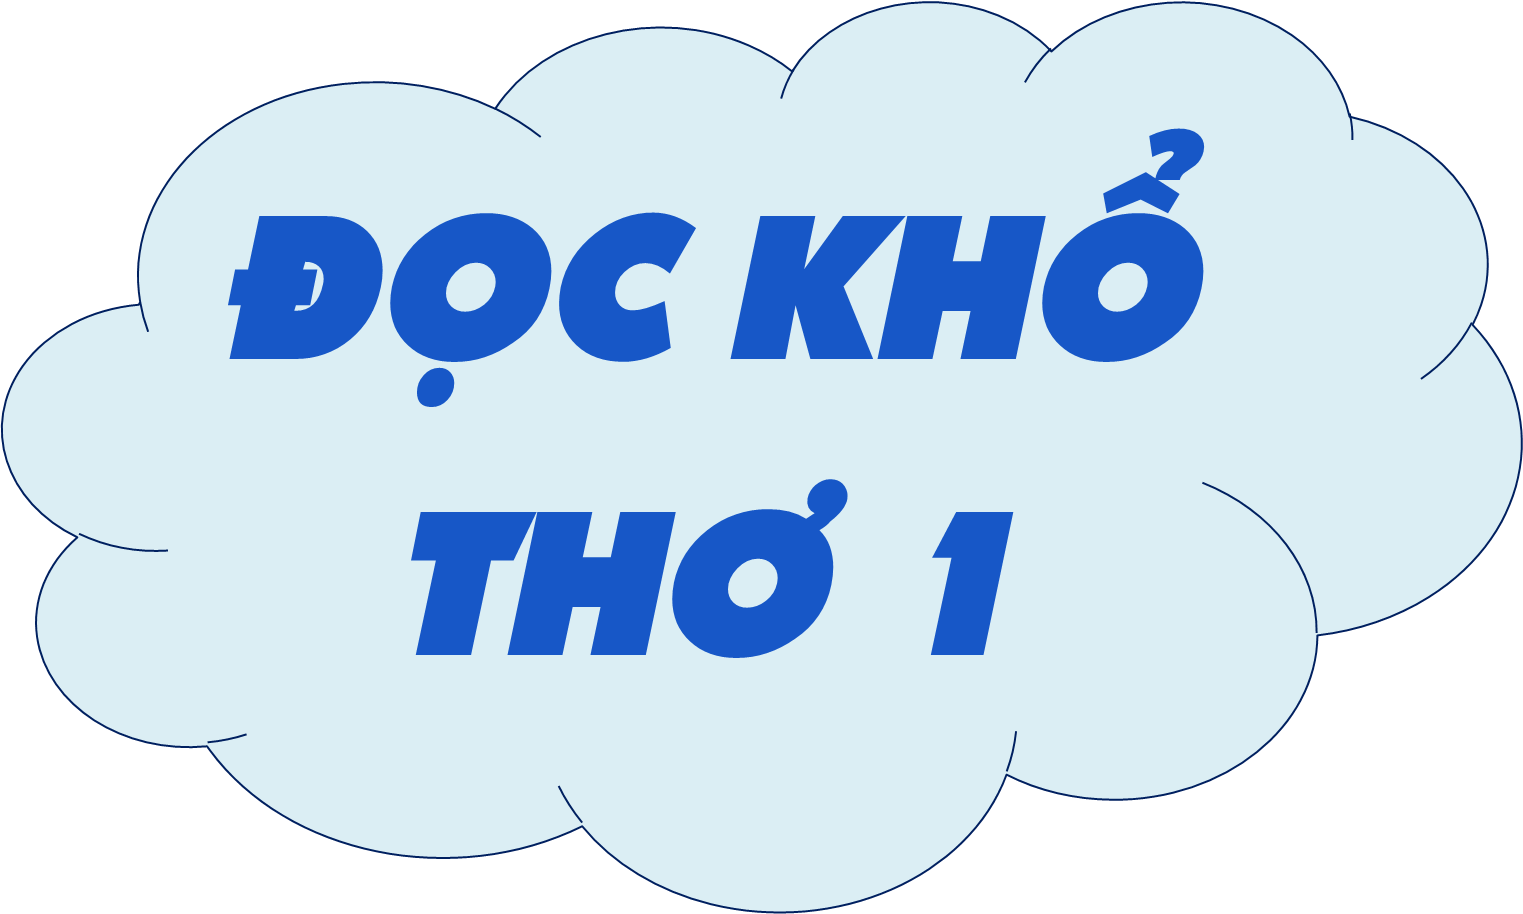 ĐỌC KHỔ
THƠ 1